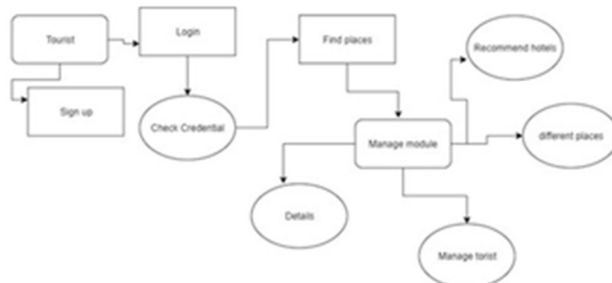 Tourist
Login
Find places
Recommend hotels
Sign up
Check Credential
Manage module
different places
Details
Manage torist